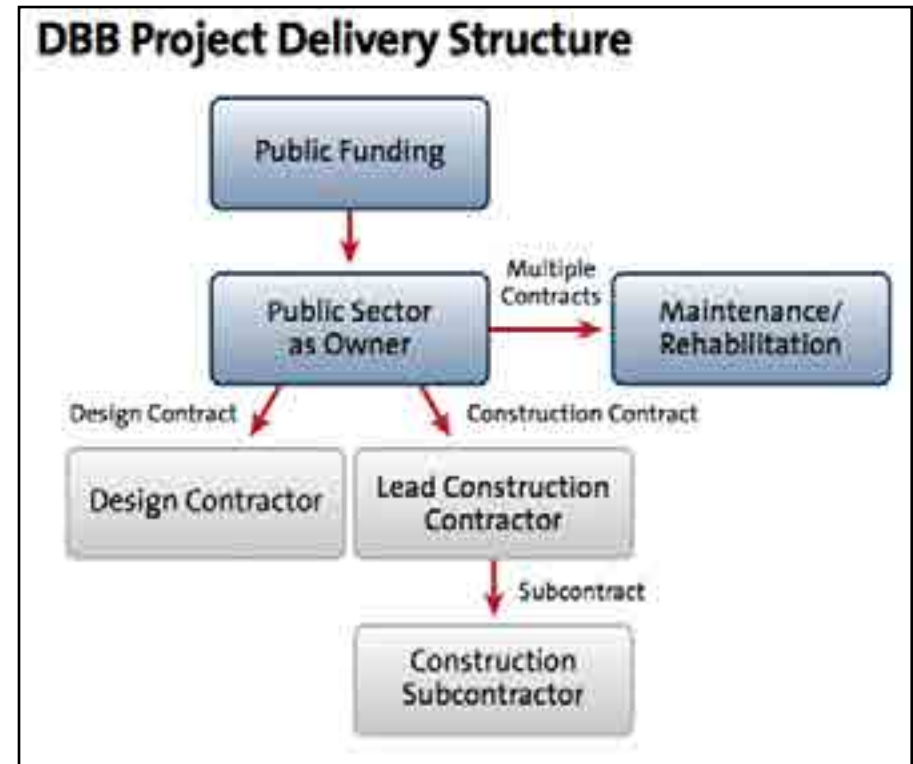 DBB Project Delivery Structure
Public Funding
Multiple
Contracts
Public Sector
as Owner
Maintenance/
Rehabilitation
Design Contract
Construction Contract
Design Contractor
Lead Construction
Contractor
Subcontract
Construction
Subcontractor